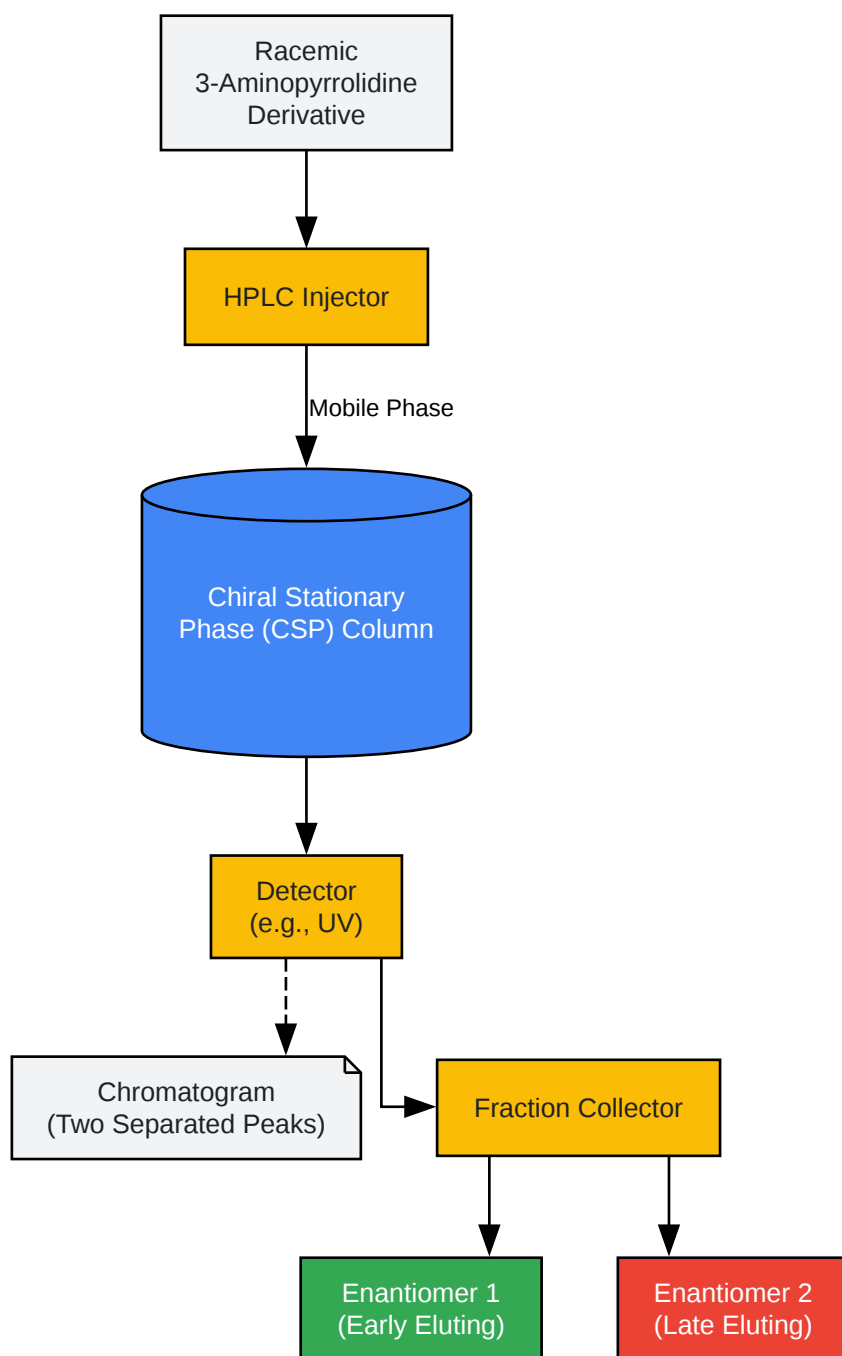 Racemic
3-Aminopyrrolidine
Derivative
HPLC Injector
Mobile Phase
Chiral Stationary
Phase (CSP) Column
Detector
(e.g., UV)
Chromatogram
(Two Separated Peaks)
Fraction Collector
Enantiomer 1
(Early Eluting)
Enantiomer 2
(Late Eluting)